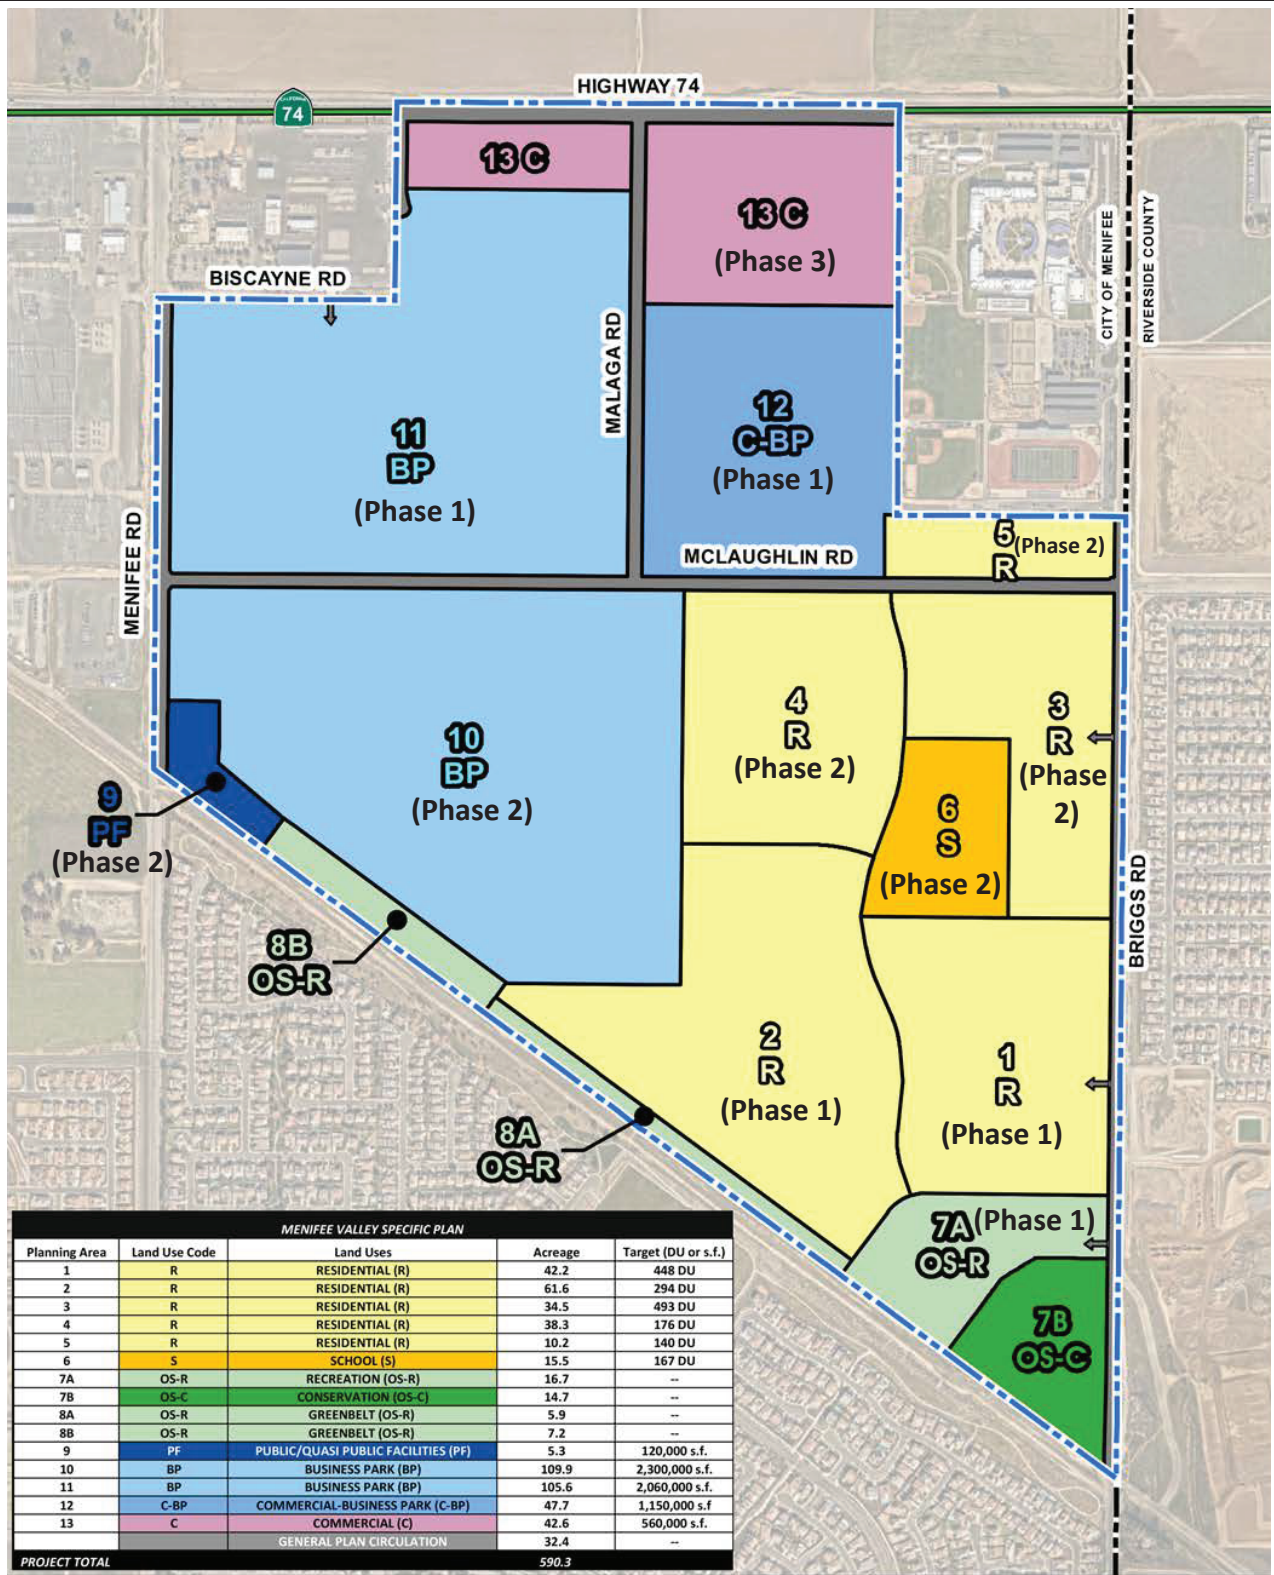 HIGHWAY 74
CALIFORNIA
74
13 C
13 C
(Phase 3)
CITY OF MENIFEE
RIVERSIDE COUNTY
BISCAYNE RD
MALAGA RD
11
BP
(Phase 1)
12
C-BP
(Phase 1)
MENIFEE RD
MCLAUGHLIN RD
5
R
(Phase 2)
4
R
(Phase 2)
3
R
(Phase
2)
10
BP
(Phase 2)
6
S
(Phase 2)
9
PF
(Phase 2)
BRIGGS RD
8B
OS-R
2
R
(Phase 1)
1
R
(Phase 1)
8A
OS-R
7A (Phase 1)
OS-R
7B
OS-C
MENIFEE VALLEY SPECIFIC PLAN
Planning Area Land Use Code Land Uses Acreage Target (DU or s.f.)
1 R RESIDENTIAL (R) 42.2 448 DU
2 R RESIDENTIAL (R) 61.6 294 DU
3 R RESIDENTIAL (R) 34.5 493 DU
4 R RESIDENTIAL (R) 38.3 176 DU
5 R RESIDENTIAL (R) 10.2 140 DU
6 S SCHOOL (S) 15.5 167 DU
7A OS-R RECREATION (OS-R) 16.7 --
7B OS-C CONSERVATION (OS-C) 14.7 --
8A OS-R GREENBELT (OS-R) 5.9 --
8B OS-R GREENBELT (OS-R) 7.2 --
9 PF PUBLIC/QUASI PUBLIC FACILITIES (PF) 5.3 120,000 s.f.
10 BP BUSINESS PARK (BP) 109.9 2,300,000 s.f.
11 BP BUSINESS PARK (BP) 105.6 2,060,000 s.f.
12 C-BP COMMERCIAL-BUSINESS PARK (C-BP) 47.7 1,150,000 s.f
13 C COMMERCIAL (C) 42.6 560,000 s.f.
GENERAL PLAN CIRCULATION 32.4 --
PROJECT TOTAL 590.3